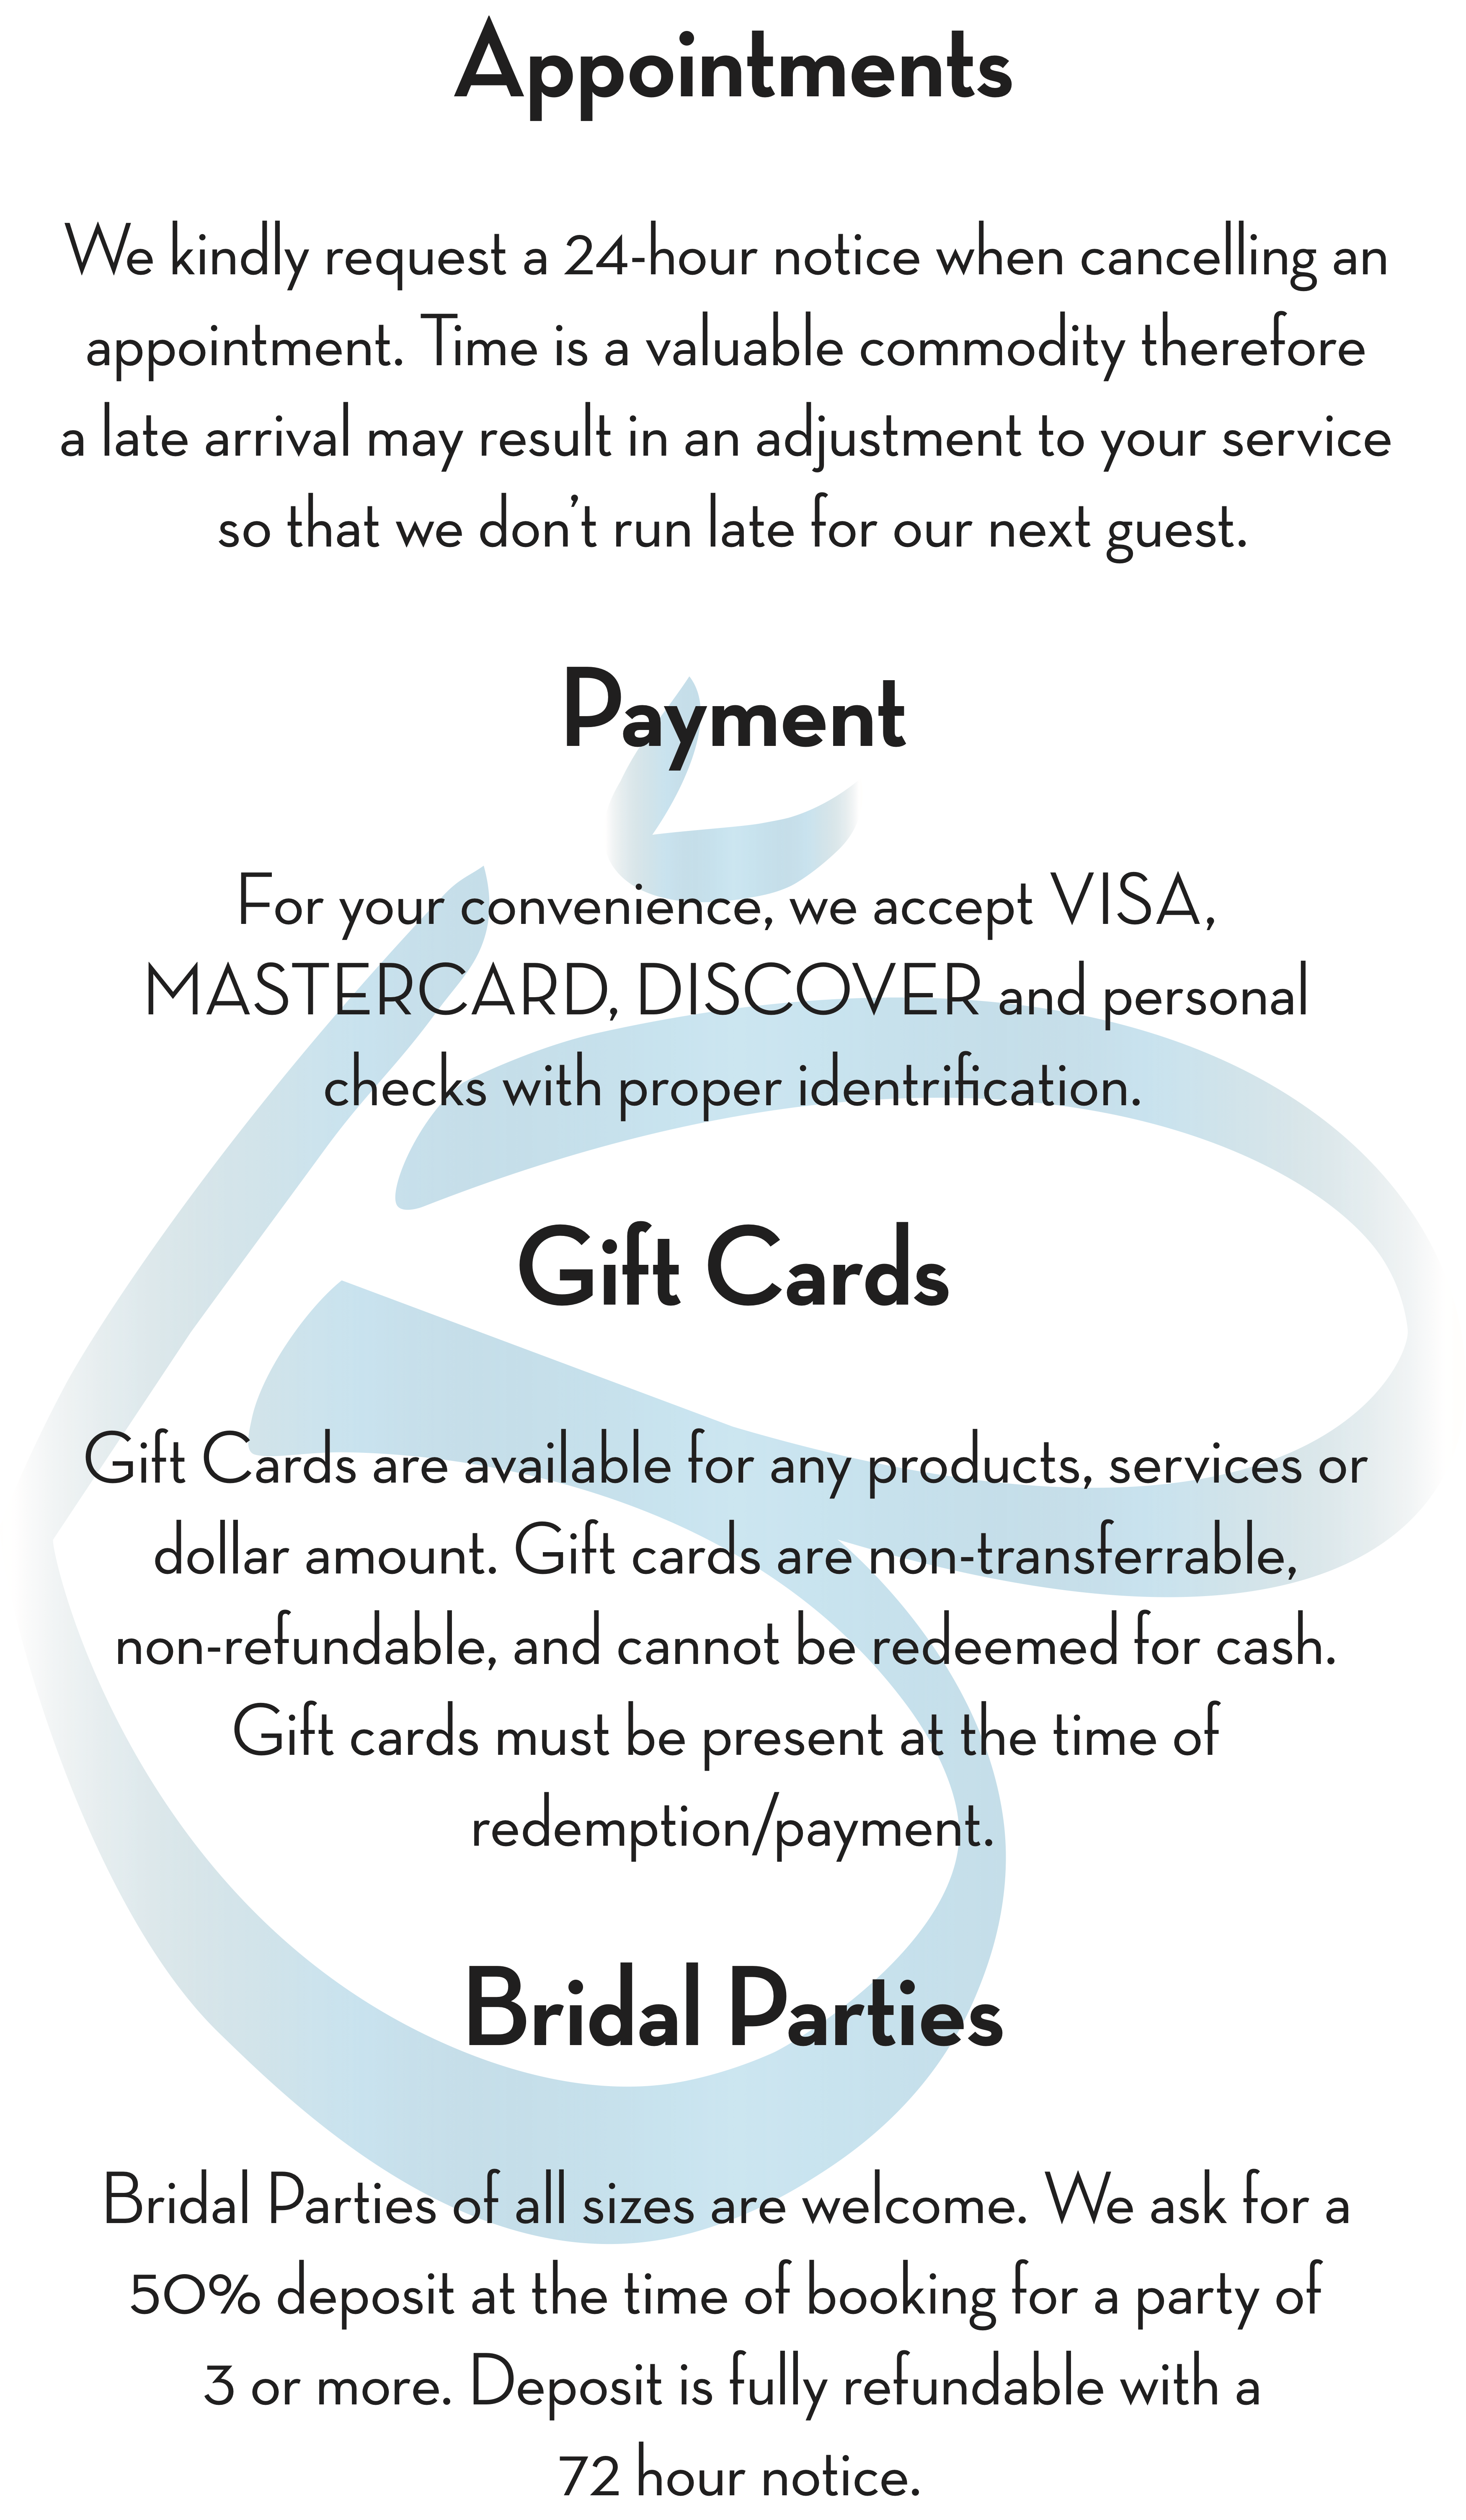 Appointments
We kindly request a 24-hour notice when cancelling an
appointment. Time is a valuable commodity therefore
a late arrival may result in an adjustment to your service
so that we don’t run late for our next guest.
Payment
For your convenience, we accept VISA,
MASTERCARD, DISCOVER and personal
checks with proper identrification.
Gift Cards
Gift Cards are available for any products, services or
dollar amount. Gift cards are non-transferrable,
non-refundable, and cannot be redeemed for cash.
Gift cards must be present at the time of
redemption/payment.
Bridal Parties
Bridal Parties of all sizes are welcome. We ask for a
50% deposit at the time of booking for a party of
3 or more. Deposit is fully refundable with a
72 hour notice.